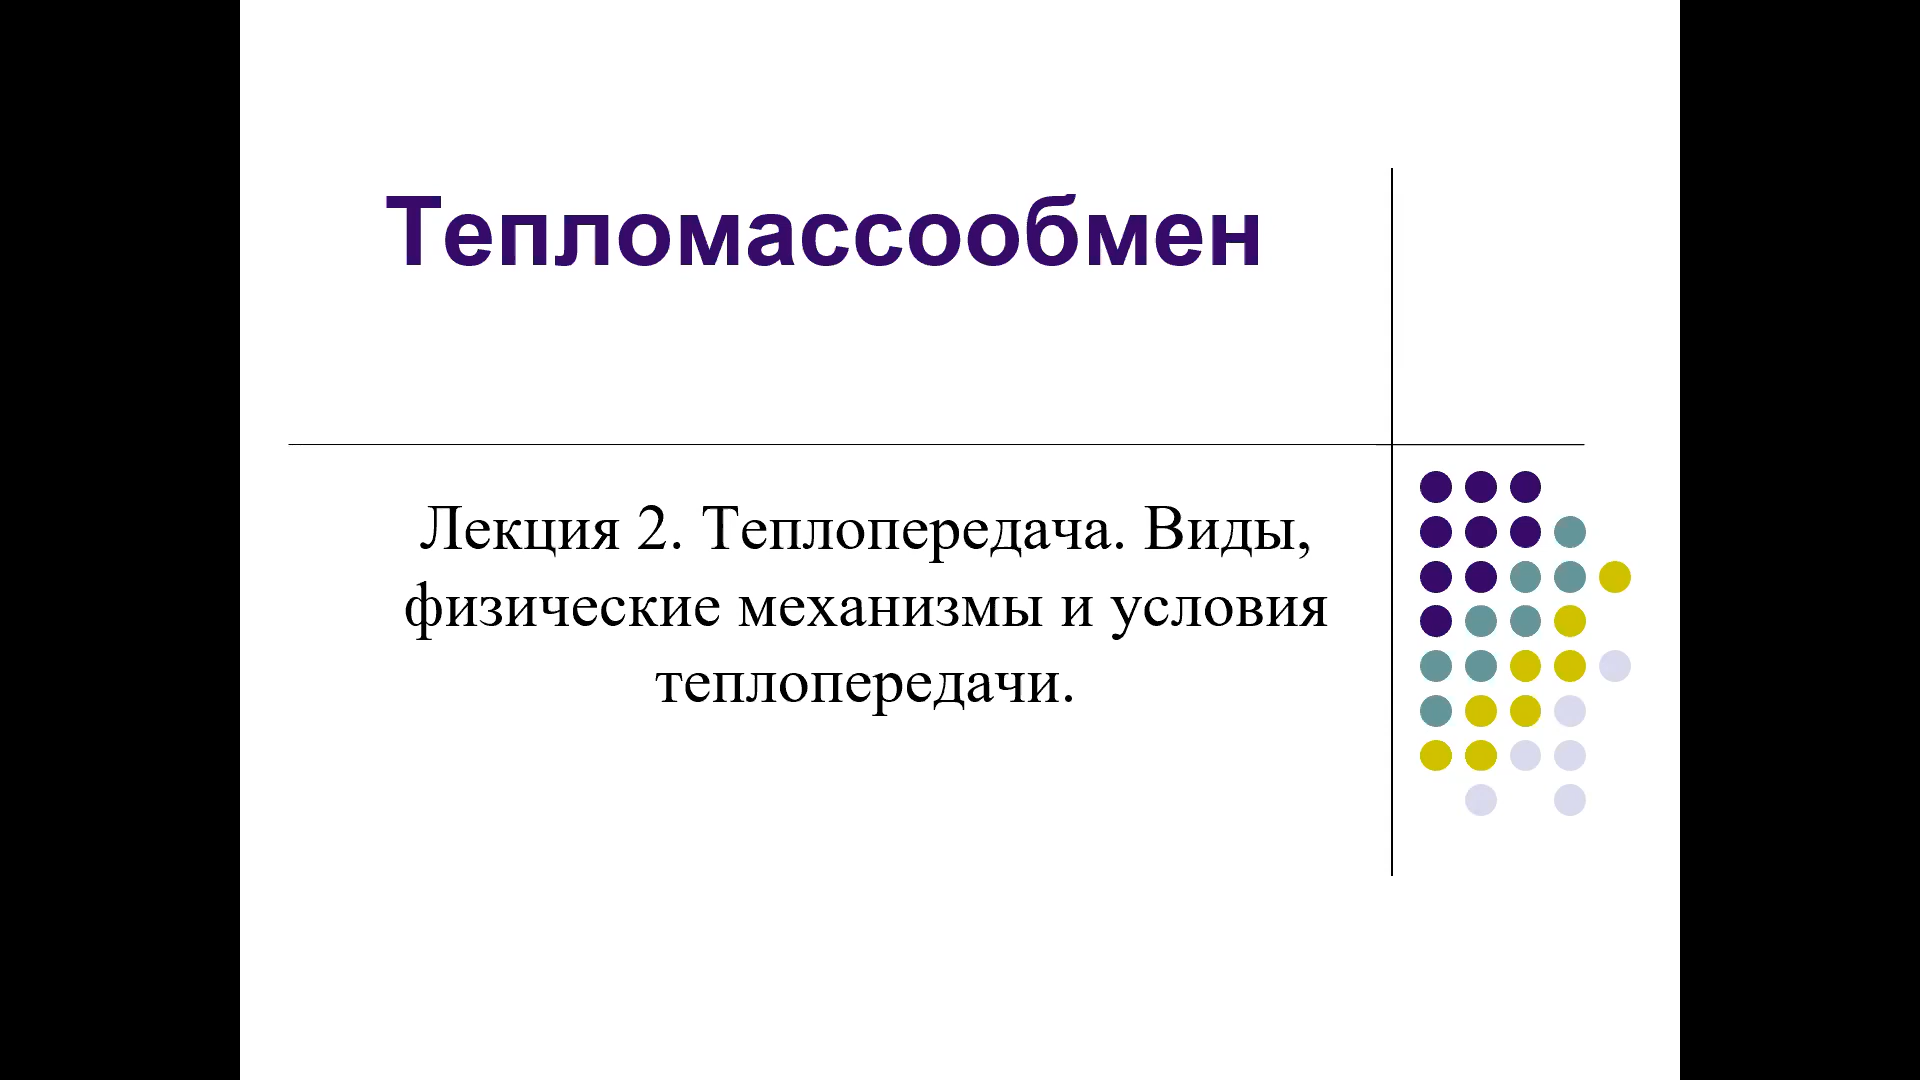 Тепломассообмен
Лекция 2. Теплопередача. Виды,
физические механизмы и условия
теплопередачи.